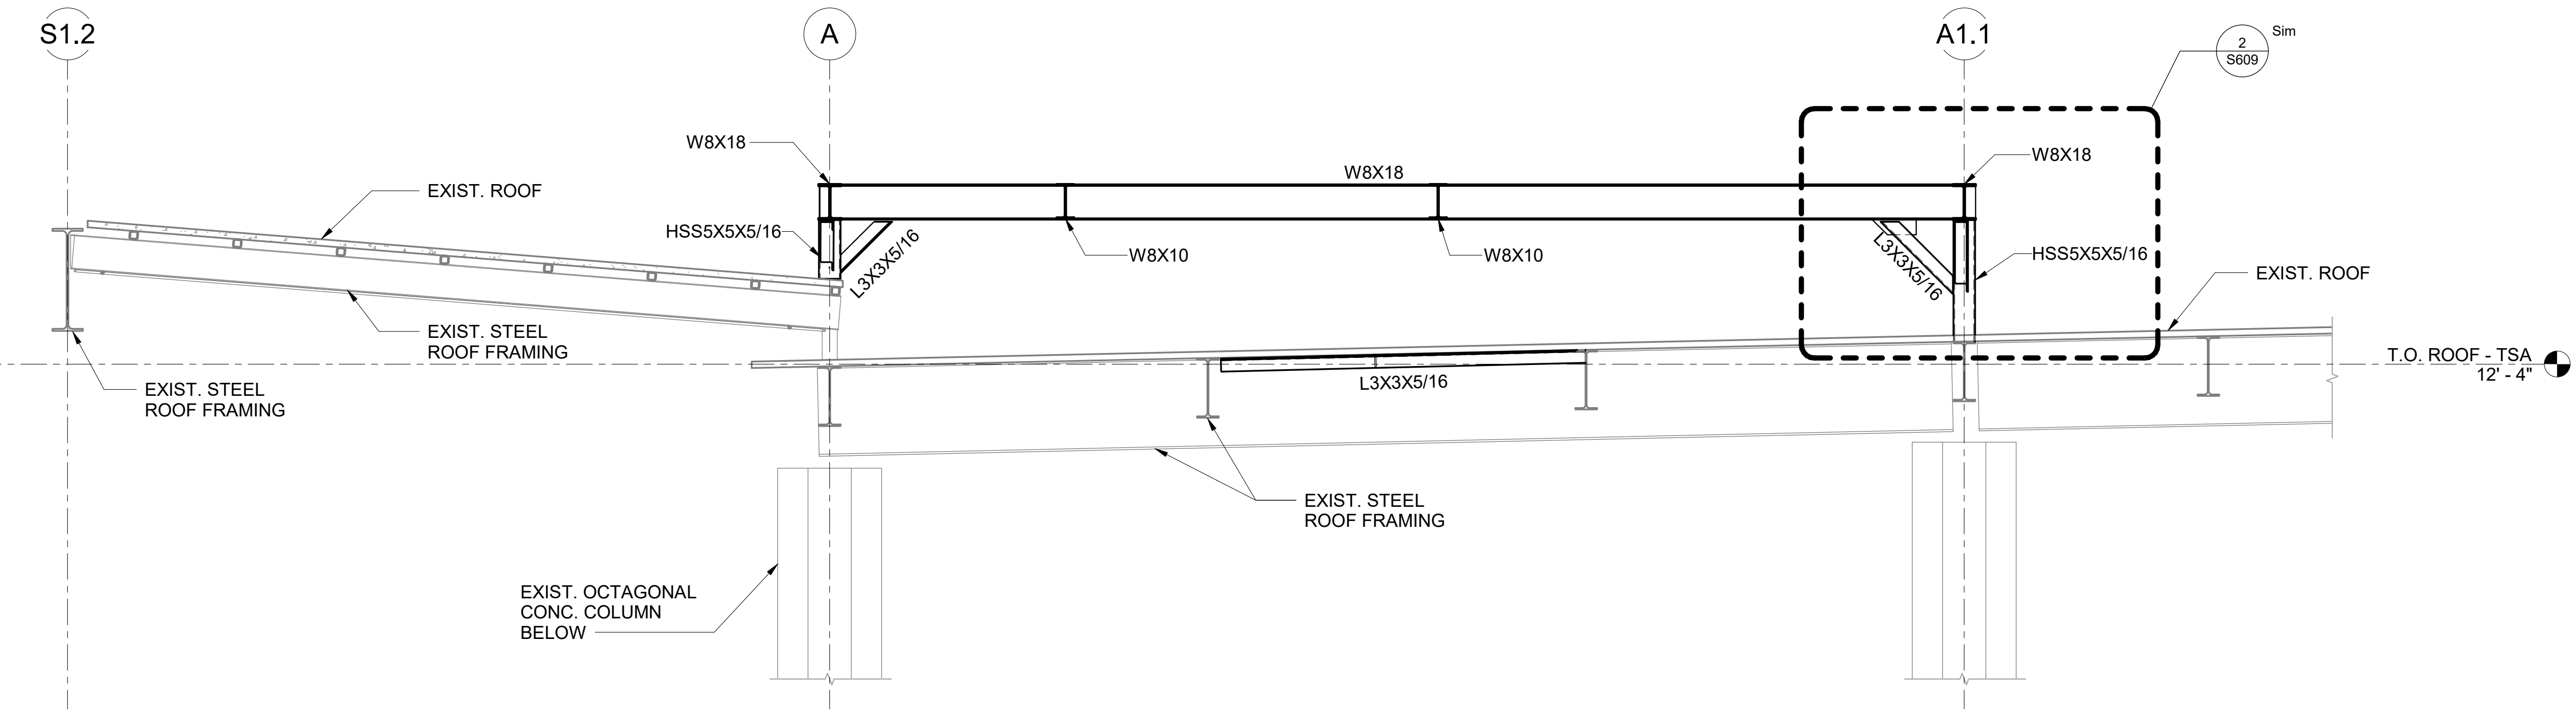 S1.2
A
A1.1
2
S609
Sim
W8X18
W8X18
W8X18
EXIST. ROOF
HSS5X5X5/16
L3X3X5/16
W8X10
W8X10
L3X3X5/16
HSS5X5X5/16
EXIST. ROOF
EXIST. STEEL
ROOF FRAMING
EXIST. STEEL
ROOF FRAMING
L3X3X5/16
T.O. ROOF - TSA
12' - 4"
EXIST. STEEL
ROOF FRAMING
EXIST. OCTAGONAL
CONC. COLUMN
BELOW